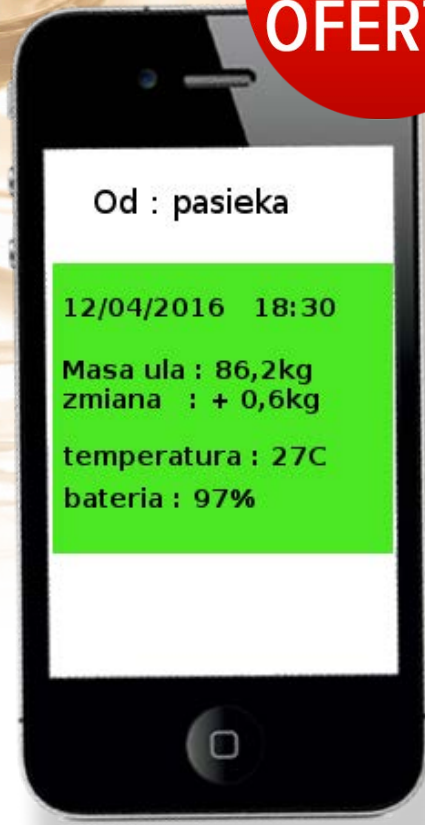 OFERT
Od : pasieka
12/04/2016 18:30
Masa ula : 86,2kg
zmiana : + 0,6kg
temperatura : 27C
bateria : 97%